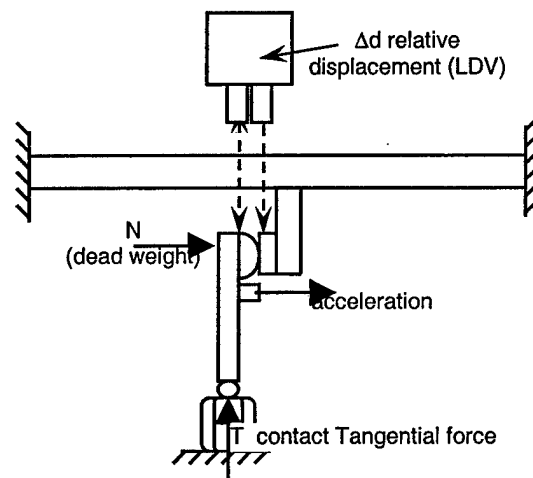 Δd relative
displacement (LDV)
N
(dead weight)
acceleration
T contact Tangential force